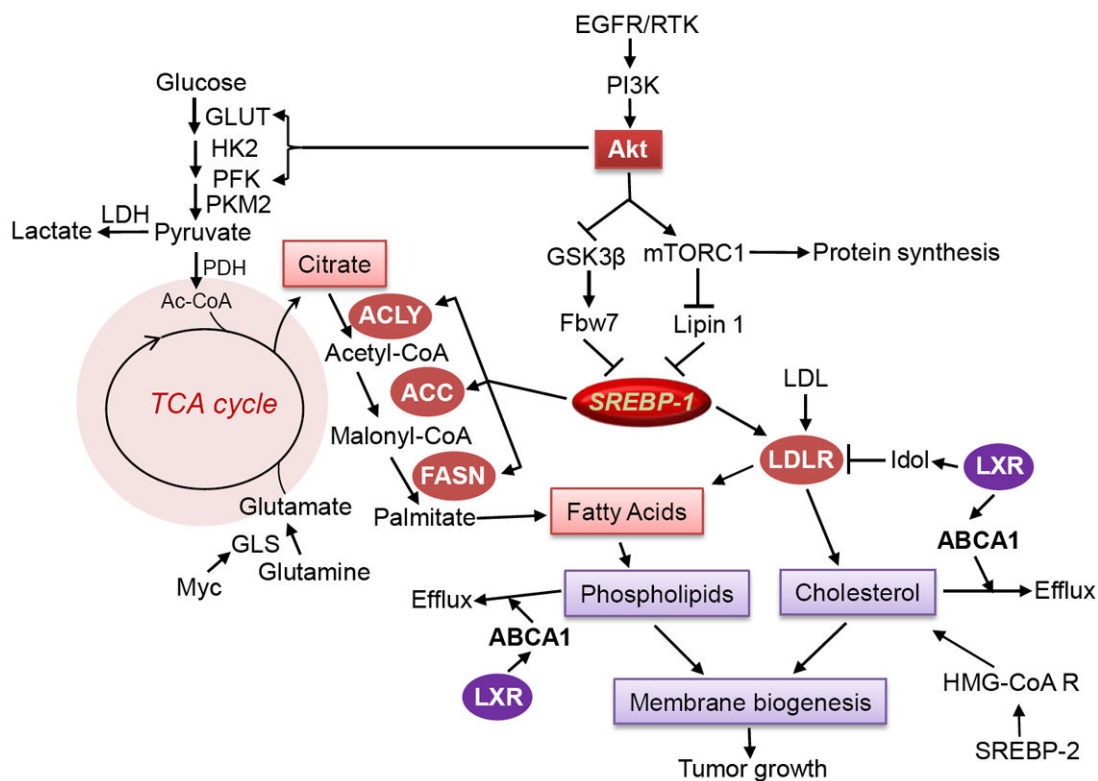 EGFR/RTK
PI3K
Akt
Glucose
GLUT
HK2
PFK
PKM2
LDH
Lactate
Pyruvate
PDH
Ac-CoA
TCA cycle
Citrate
ACLY
Acetyl-CoA
ACC
Malonyl-CoA
FASN
Palmitate
Glutamate
GLS
Glutamine
Myc
GSK3β
mTORC1
Protein synthesis
Fbw7
Lipin 1
SREBP-1
LDL
LDLR
Idol
LXR
ABCA1
Fatty Acids
Phospholipids
Cholesterol
Efflux
Efflux
ABCA1
LXR
HMG-CoA R
SREBP-2
Membrane biogenesis
Tumor growth